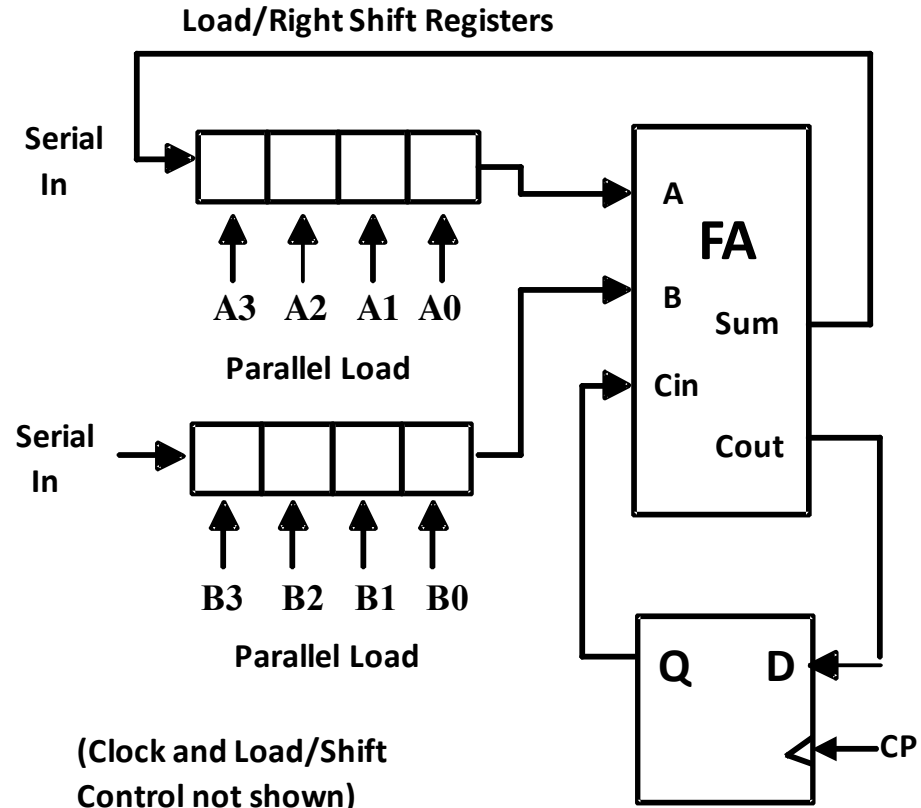 Load/Right Shift Registers
Serial
In
A3 A2 A1 A0
Parallel Load
Serial
In
B3 B2 B1 B0
Parallel Load
(Clock and Load/Shift
Control not shown)
A
FA
B
Sum
Cin
Cout
Q D
CP